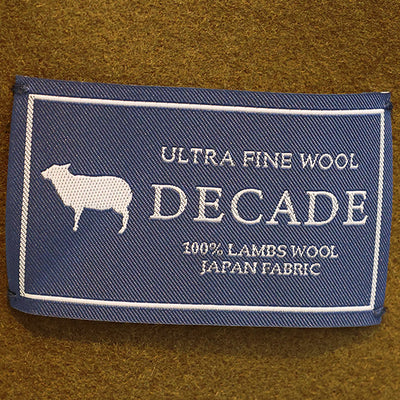 ULTRA FINE WOOL
DECADE
100% LAMBS WOOL
JAPAN FABRIC